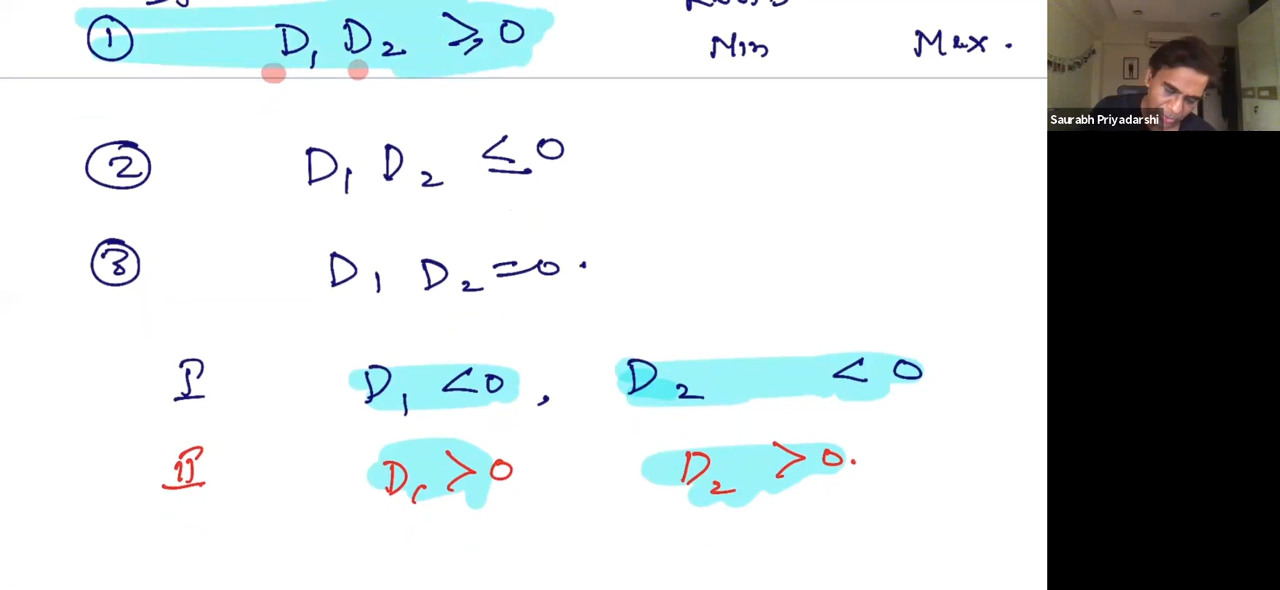 ① D₁ D₂ ≥ 0 Min Max.
Saurabh Priyadarshi
② D₁ D₂ ≤ 0
③ D₁ D₂ = 0.
I D₁ < 0 , D₂ < 0
II D₁ > 0 D₂ > 0.